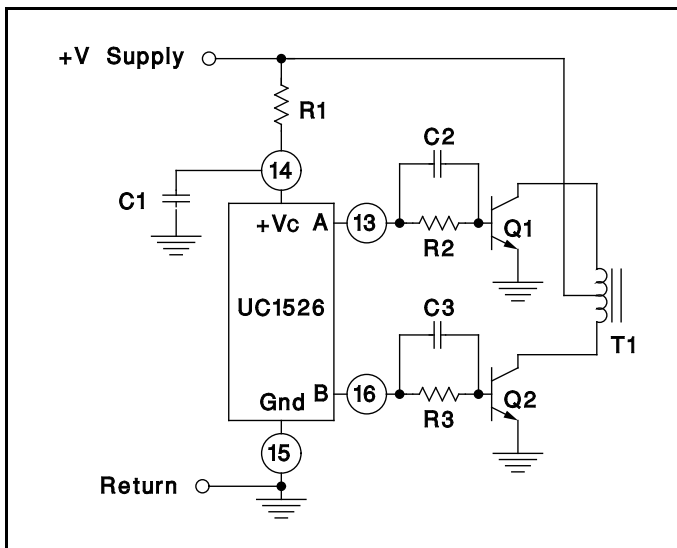 +V Supply
R1
14
C1
C2
+Vc A
13
R2
Q1
UC1526
C3
T1
B
16
R3
Q2
Gnd
15
Return